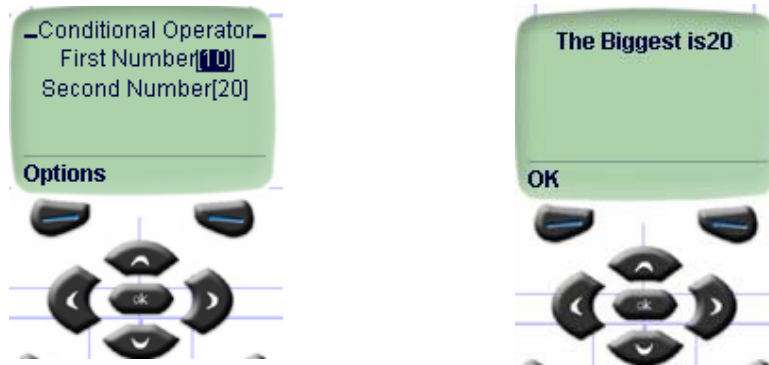 Conditional Operator
First Number[10]
Second Number[20]
Options
ok
The Biggest is20
OK
ok